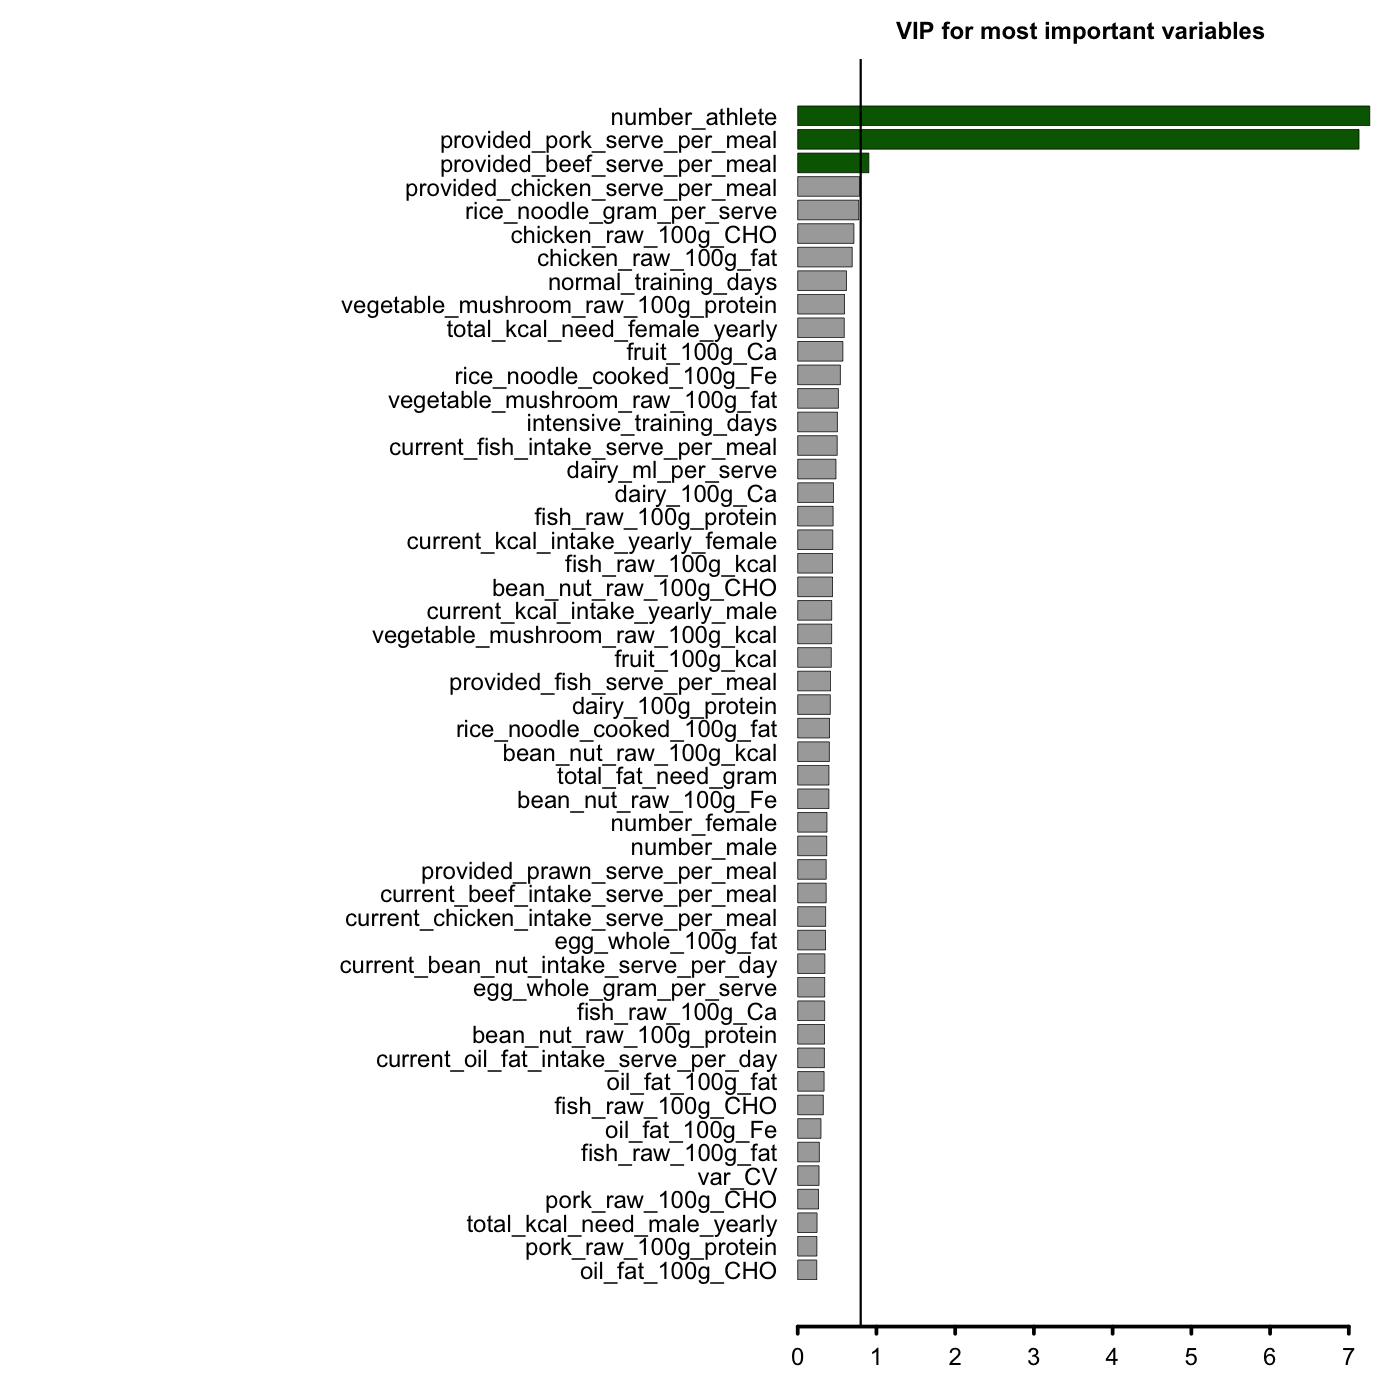 VIP for most important variables
number_athlete
provided_pork_serve_per_meal
provided_beef_serve_per_meal
provided_chicken_serve_per_meal
rice_noodle_gram_per_serve
chicken_raw_100g_CHO
chicken_raw_100g_fat
normal_training_days
vegetable_mushroom_raw_100g_protein
total_kcal_need_female_yearly
fruit_100g_Ca
rice_noodle_cooked_100g_Fe
vegetable_mushroom_raw_100g_fat
intensive_training_days
current_fish_intake_serve_per_meal
dairy_ml_per_serve
dairy_100g_Ca
fish_raw_100g_protein
current_kcal_intake_yearly_female
fish_raw_100g_kcal
bean_nut_raw_100g_CHO
current_kcal_intake_yearly_male
vegetable_mushroom_raw_100g_kcal
fruit_100g_kcal
provided_fish_serve_per_meal
dairy_100g_protein
rice_noodle_cooked_100g_fat
bean_nut_raw_100g_kcal
total_fat_need_gram
bean_nut_raw_100g_Fe
number_female
number_male
provided_prawn_serve_per_meal
current_beef_intake_serve_per_meal
current_chicken_intake_serve_per_meal
egg_whole_100g_fat
current_bean_nut_intake_serve_per_day
egg_whole_gram_per_serve
fish_raw_100g_Ca
bean_nut_raw_100g_protein
current_oil_fat_intake_serve_per_day
oil_fat_100g_fat
fish_raw_100g_CHO
oil_fat_100g_Fe
fish_raw_100g_fat
var_CV
pork_raw_100g_CHO
total_kcal_need_male_yearly
pork_raw_100g_protein
oil_fat_100g_CHO
0 1 2 3 4 5 6 7